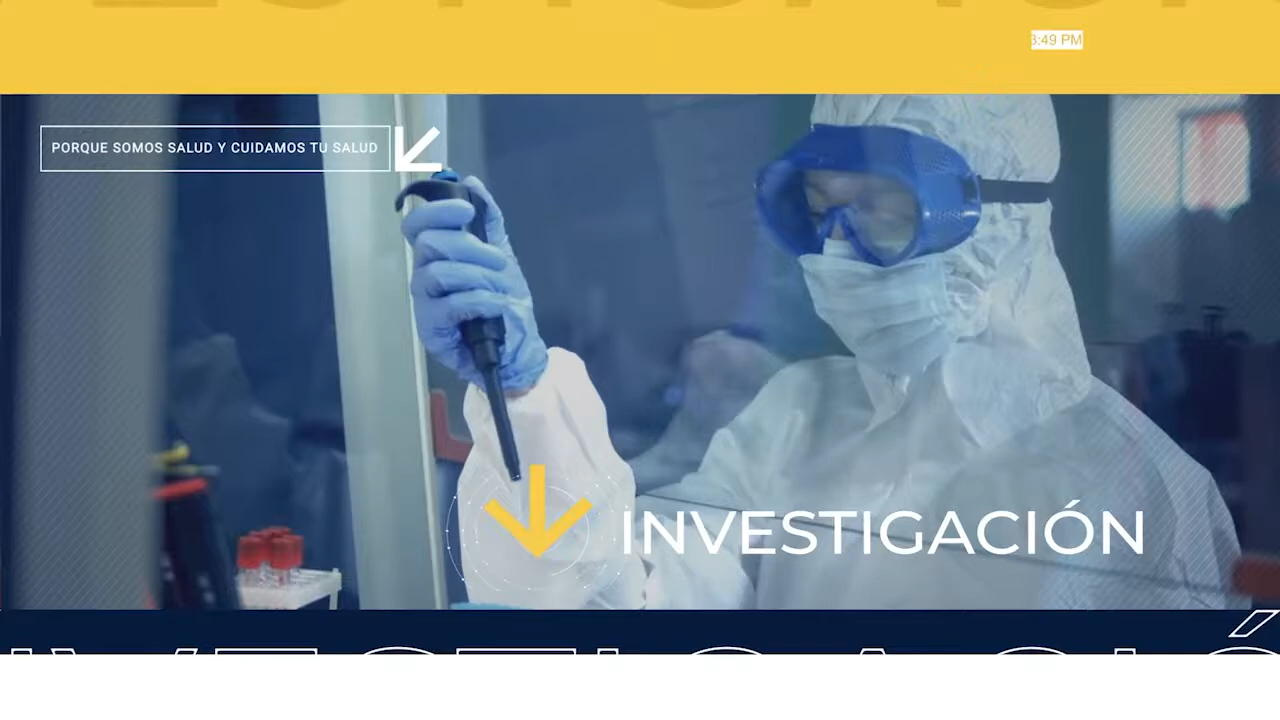 3:49 PM
PORQUE SOMOS SALUD Y CUIDAMOS TU SALUD
INVESTIGACIÓN